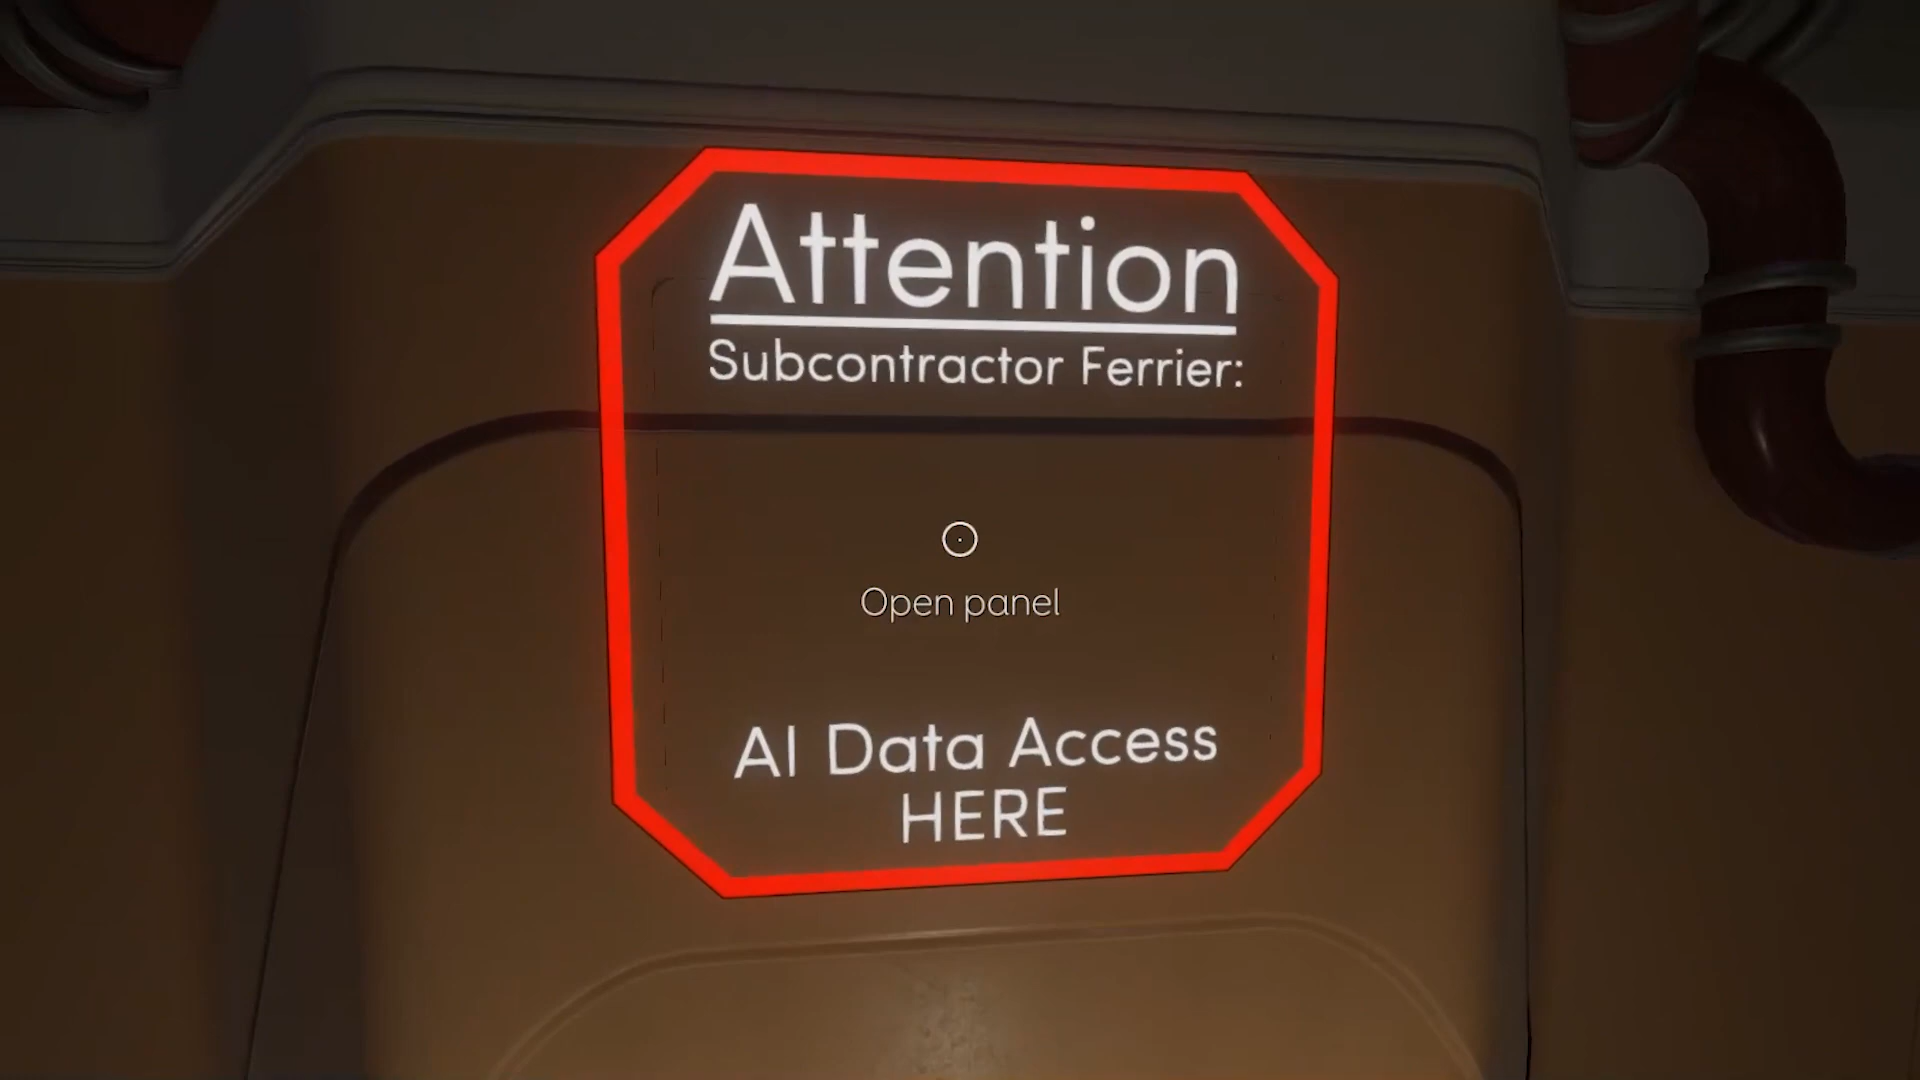 Attention
Subcontractor Ferrier:
Open panel
AI Data Access
HERE